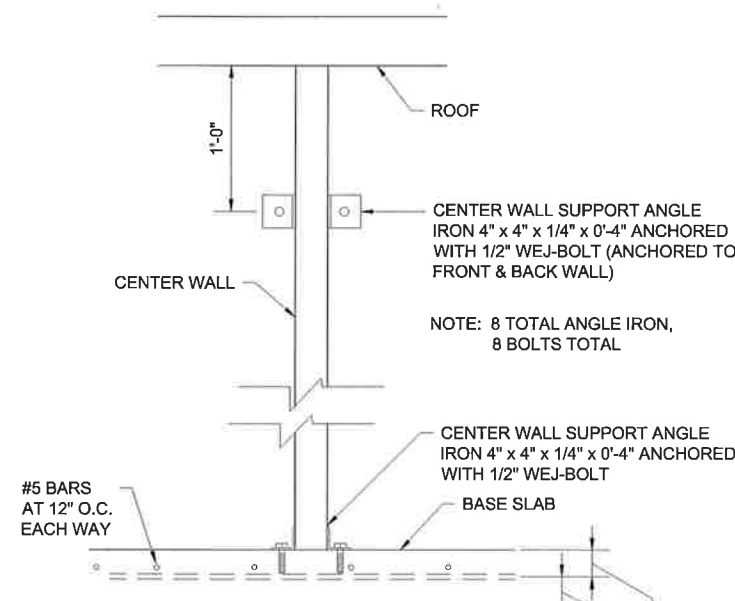 ROOF
1'-0"
CENTER WALL SUPPORT ANGLE
IRON 4" x 4" x 1/4" x 0'-4" ANCHORED
WITH 1/2" WEJ-BOLT (ANCHORED TO
FRONT & BACK WALL)
CENTER WALL
NOTE: 8 TOTAL ANGLE IRON,
8 BOLTS TOTAL
CENTER WALL SUPPORT ANGLE
IRON 4" x 4" x 1/4" x 0'-4" ANCHORED
WITH 1/2" WEJ-BOLT
#5 BARS
AT 12" O.C.
EACH WAY
BASE SLAB